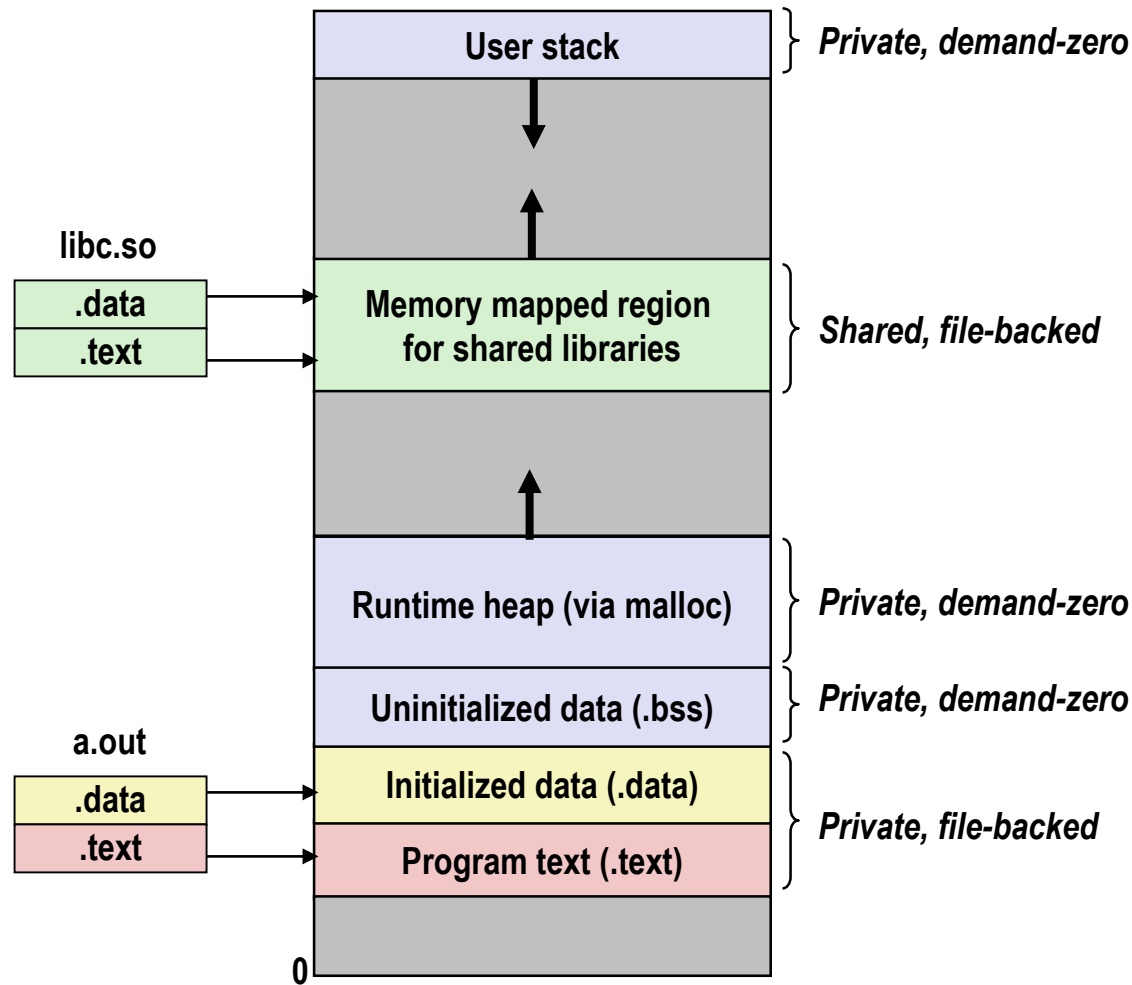 User stack
Private, demand-zero
libc.so
.data
.text
Memory mapped region
for shared libraries
Shared, file-backed
Runtime heap (via malloc)
Private, demand-zero
Uninitialized data (.bss)
Private, demand-zero
a.out
.data
.text
Initialized data (.data)
Program text (.text)
Private, file-backed
0